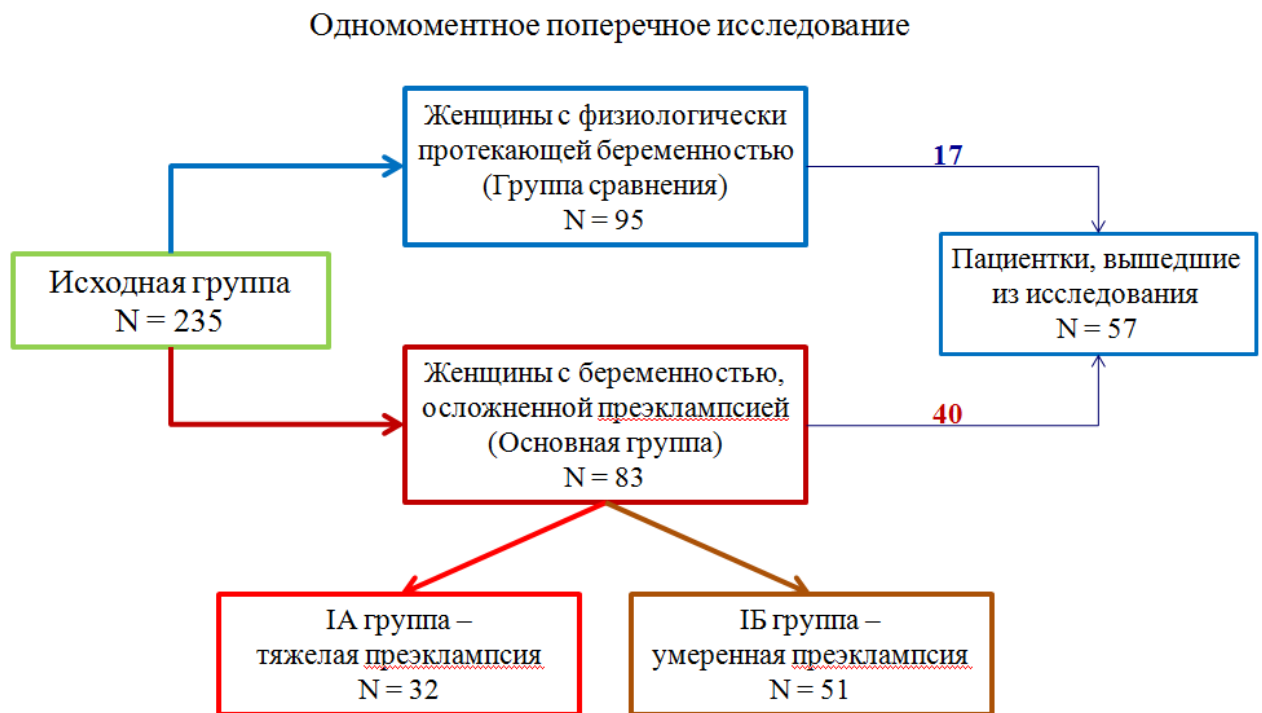 Одномоментное поперечное исследование
Женщины с физиологически
протекающей беременностью
(Группа сравнения)
N = 95
17
Исходная группа
N = 235
Пациентки, вышедшие
из исследования
N = 57
Женщины с беременностью,
осложненной преэклампсией
(Основная группа)
N = 83
40
IА группа –
тяжелая преэклампсия
N = 32
IБ группа –
умеренная преэклампсия
N = 51